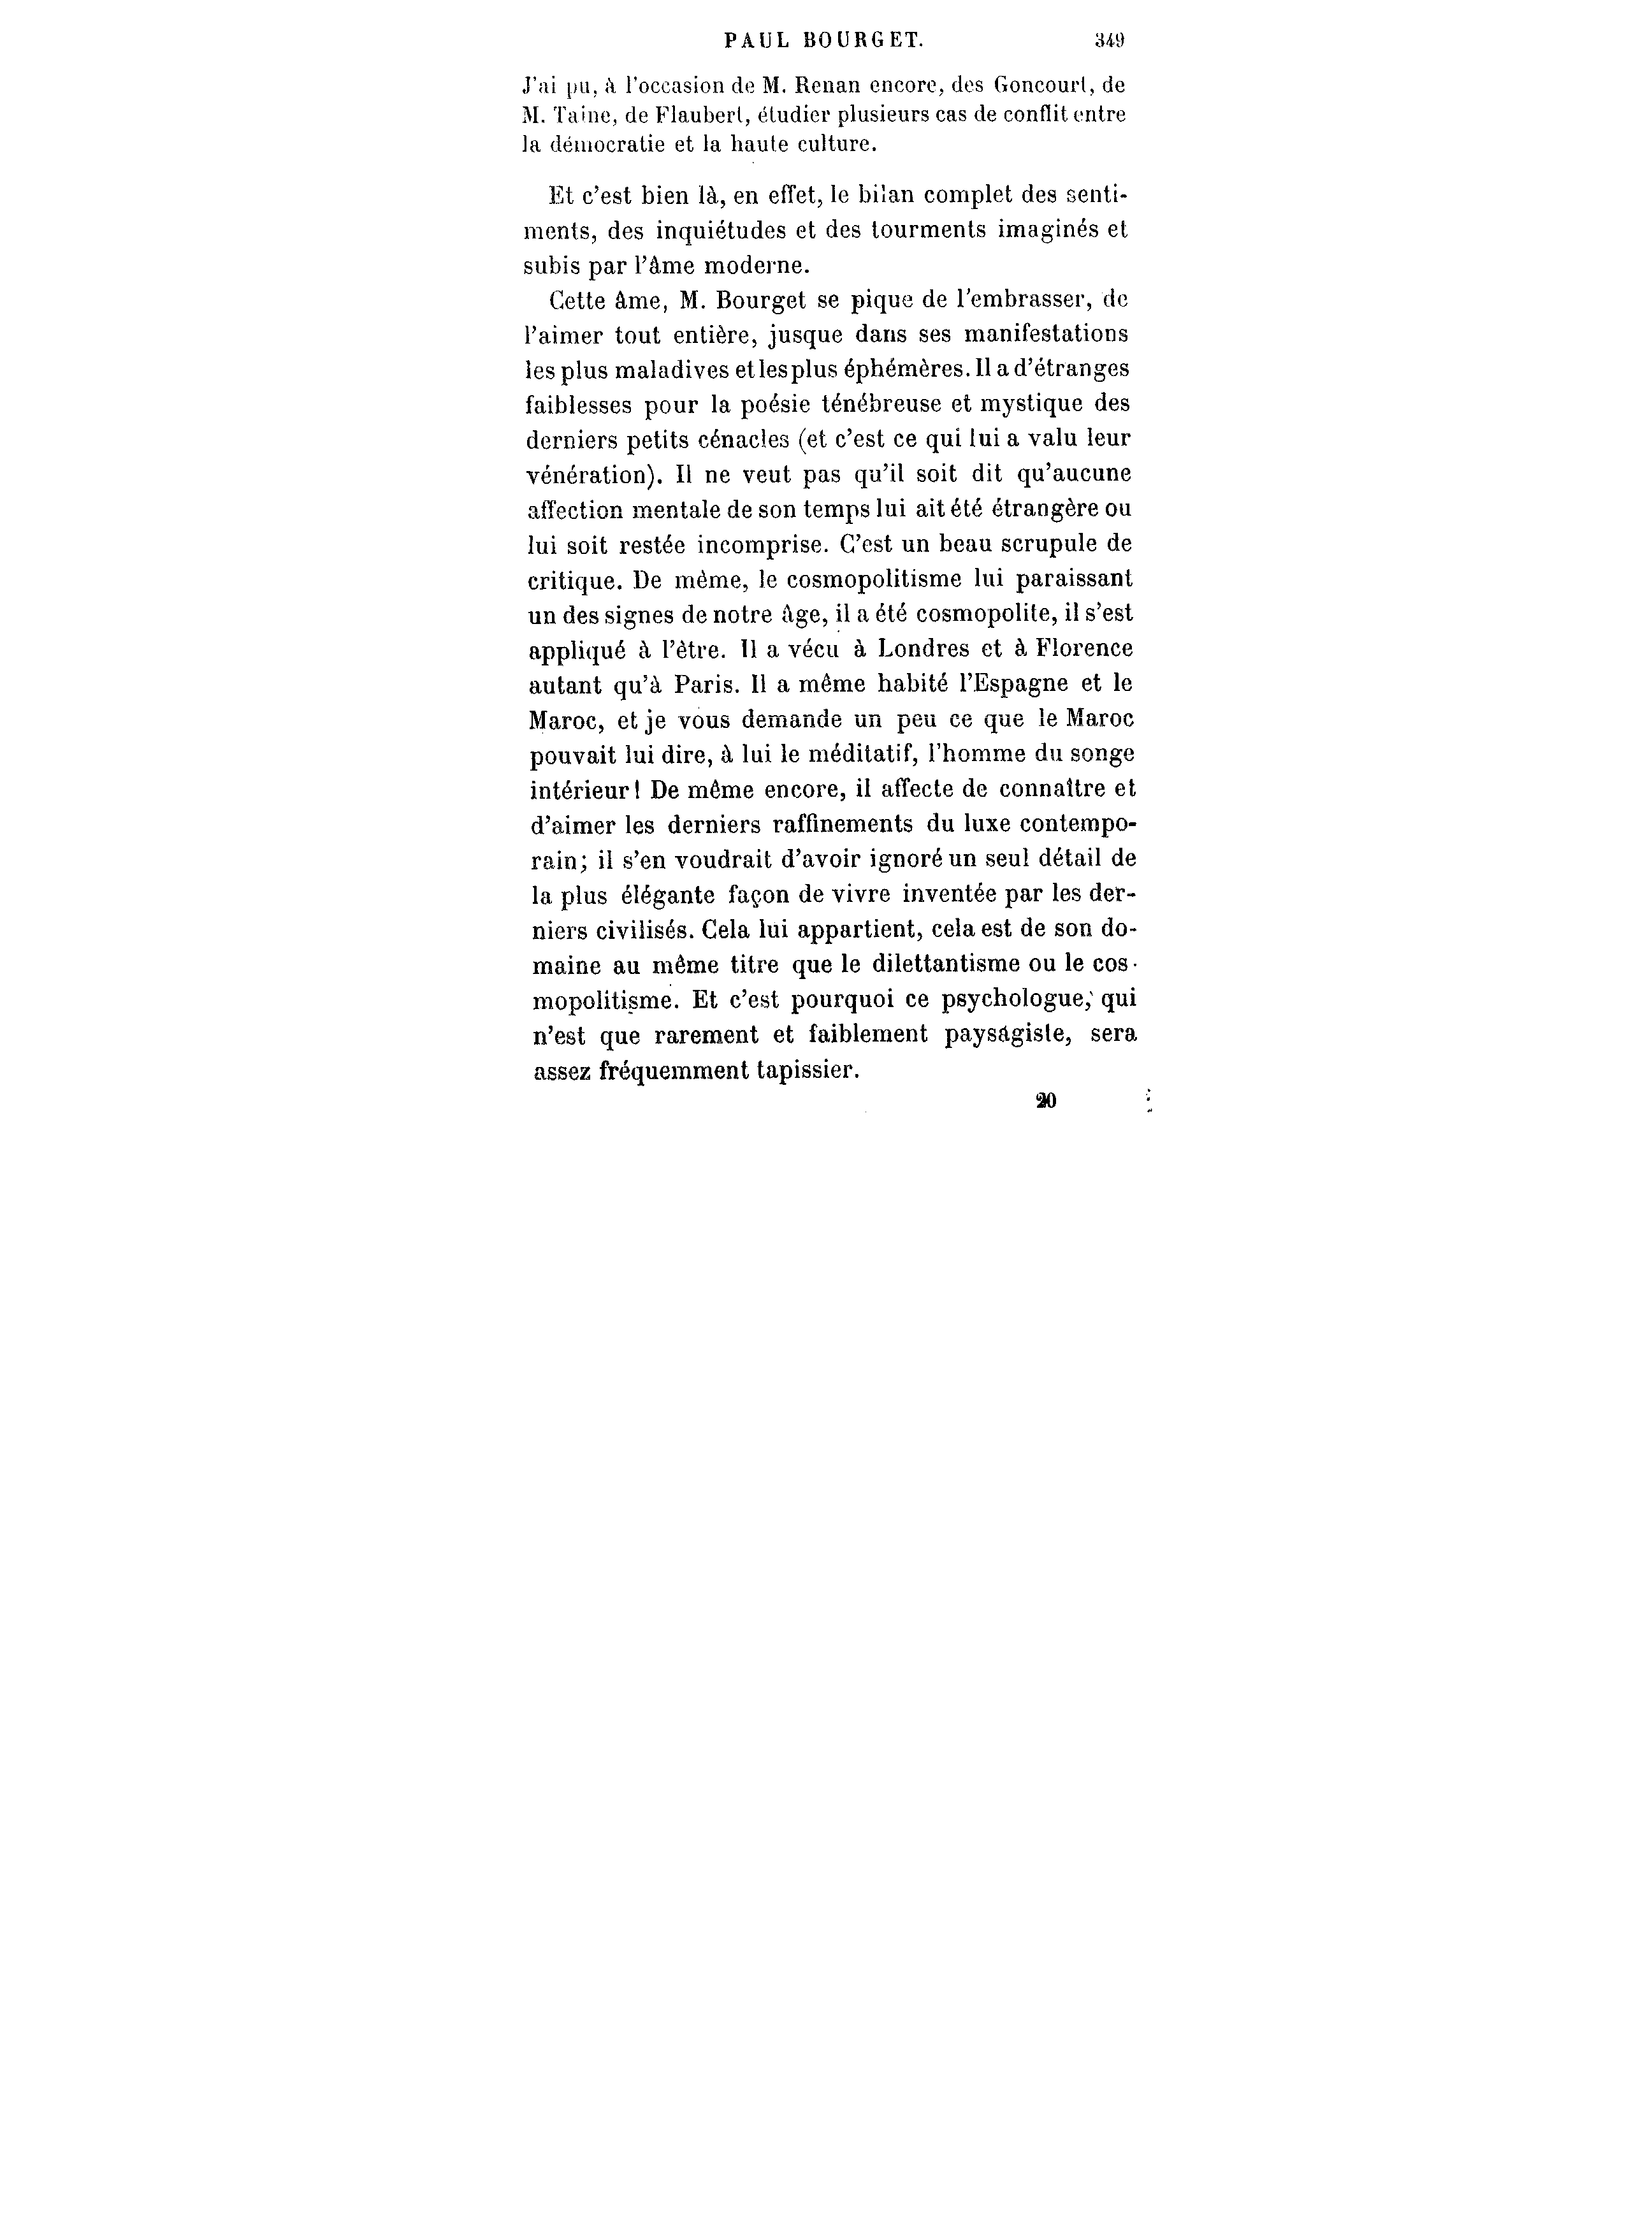 PAUL BOURGET. 349
J'ai pu, à l'occasion de M. Renan encore, des Goncourt, de
M. Taine, de Flaubert, étudier plusieurs cas de conflit entre
la démocratie et la haute culture.
Et c'est bien là, en effet, le bilan complet des senti-
ments, des inquiétudes et des tourments imaginés et
subis par l'âme moderne.
Cette âme, M. Bourget se pique de l'embrasser, de
l'aimer tout entière, jusque dans ses manifestations
les plus maladives et les plus éphémères. Il a d'étranges
faiblesses pour la poésie ténébreuse et mystique des
derniers petits cénacles (et c'est ce qui lui a valu leur
vénération). Il ne veut pas qu'il soit dit qu'aucune
affection mentale de son temps lui ait été étrangère ou
lui soit restée incomprise. C'est un beau scrupule de
critique. De même, le cosmopolitisme lui paraissant
un des signes de notre âge, il a été cosmopolite, il s'est
appliqué à l'être. Il a vécu à Londres et à Florence
autant qu'à Paris. Il a même habité l'Espagne et le
Maroc, et je vous demande un peu ce que le Maroc
pouvait lui dire, à lui le méditatif, l'homme du songe
intérieur! De même encore, il affecte de connaître et
d'aimer les derniers raffinements du luxe contempo-
rain; il s'en voudrait d'avoir ignoré un seul détail de
la plus élégante façon de vivre inventée par les der-
niers civilisés. Cela lui appartient, cela est de son do-
maine au même titre que le dilettantisme ou le cos-
mopolitisme. Et c'est pourquoi ce psychologue, qui
n'est que rarement et faiblement paysagiste, sera
assez fréquemment tapissier.
20